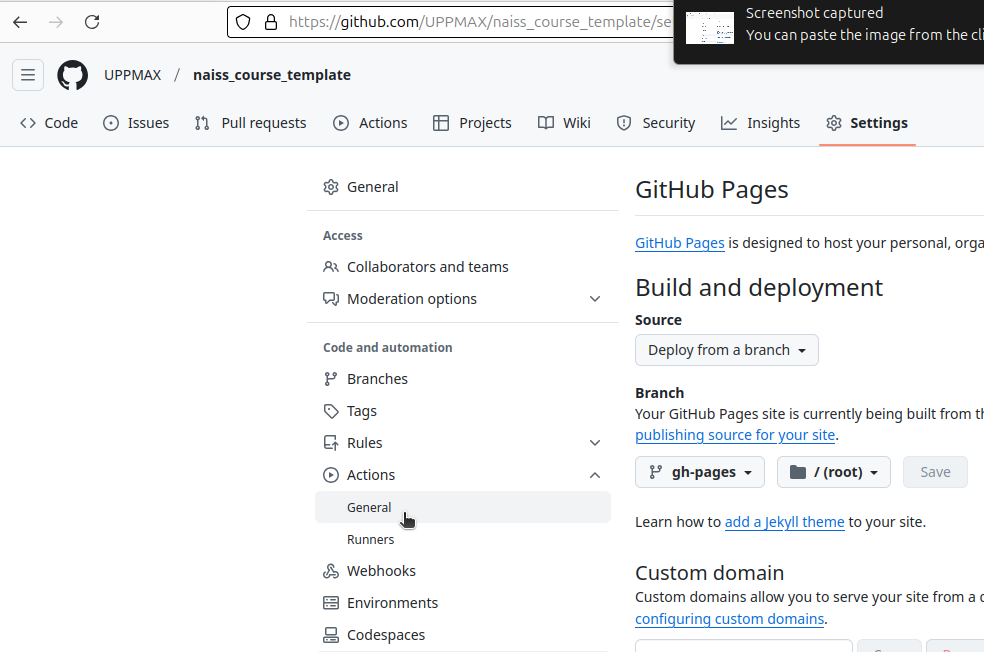 https://github.com/UPPMAX/naiss_course_template/se
Screenshot captured
You can paste the image from the cli
UPPMAX / naiss_course_template
Code Issues Pull requests Actions Projects Wiki Security Insights Settings
General
Access
Collaborators and teams
Moderation options
Code and automation
Branches
Tags
Rules
Actions
General
Runners
Webhooks
Environments
Codespaces
GitHub Pages
GitHub Pages is designed to host your personal, orga
Build and deployment
Source
Deploy from a branch
Branch
Your GitHub Pages site is currently being built from th
publishing source for your site.
gh-pages / (root) Save
Learn how to add a Jekyll theme to your site.
Custom domain
Custom domains allow you to serve your site from a d
configuring custom domains.